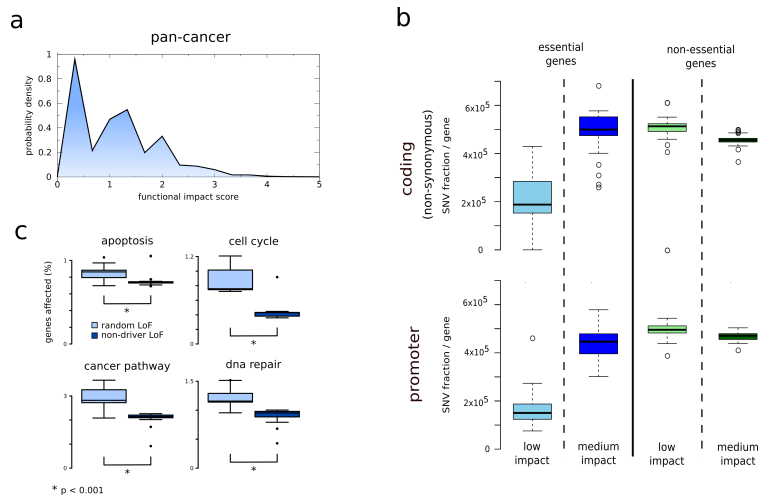 a
pan-cancer
probability density
1
0.8
0.6
0.4
0.2
0
0 1 2 3 4 5
functional impact score
b
essential
genes
non-essential
genes
coding
(non-synonymous)
SNV fraction / gene
6x10⁵
4x10⁵
2x10⁵
0
promoter
SNV fraction / gene
6x10⁵
4x10⁵
2x10⁵
0
low
impact
medium
impact
low
impact
medium
impact
c
genes affected (%)
apoptosis
1
0
*
random LoF
non-driver LoF
cell cycle
1.2
0
*
cancer pathway
3
0
*
dna repair
1.5
0
*
* p < 0.001